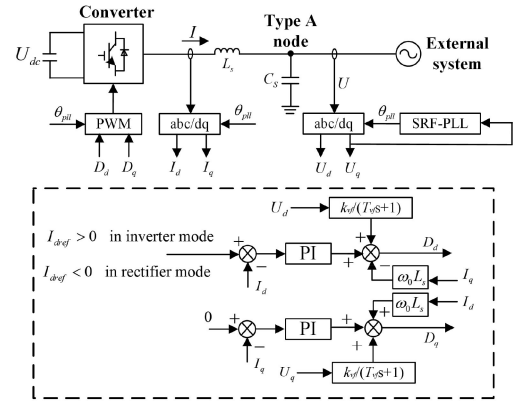 Converter
I
Type A
node
External
system
U_dc
L_s
C_s
U
θ_pll
PWM
abc/dq
θ_pll
abc/dq
θ_pll
SRF-PLL
D_d D_q
I_d I_q
U_d U_q
U_d
k_vf/(T_vf s+1)
I_dref > 0 in inverter mode
I_dref < 0 in rectifier mode
+
−
I_d
PI
+
+
−
D_d
ω_0L_s
I_q
ω_0L_s
I_d
0
+
−
I_q
PI
+
+
+
D_q
U_q
k_vf/(T_vf s+1)